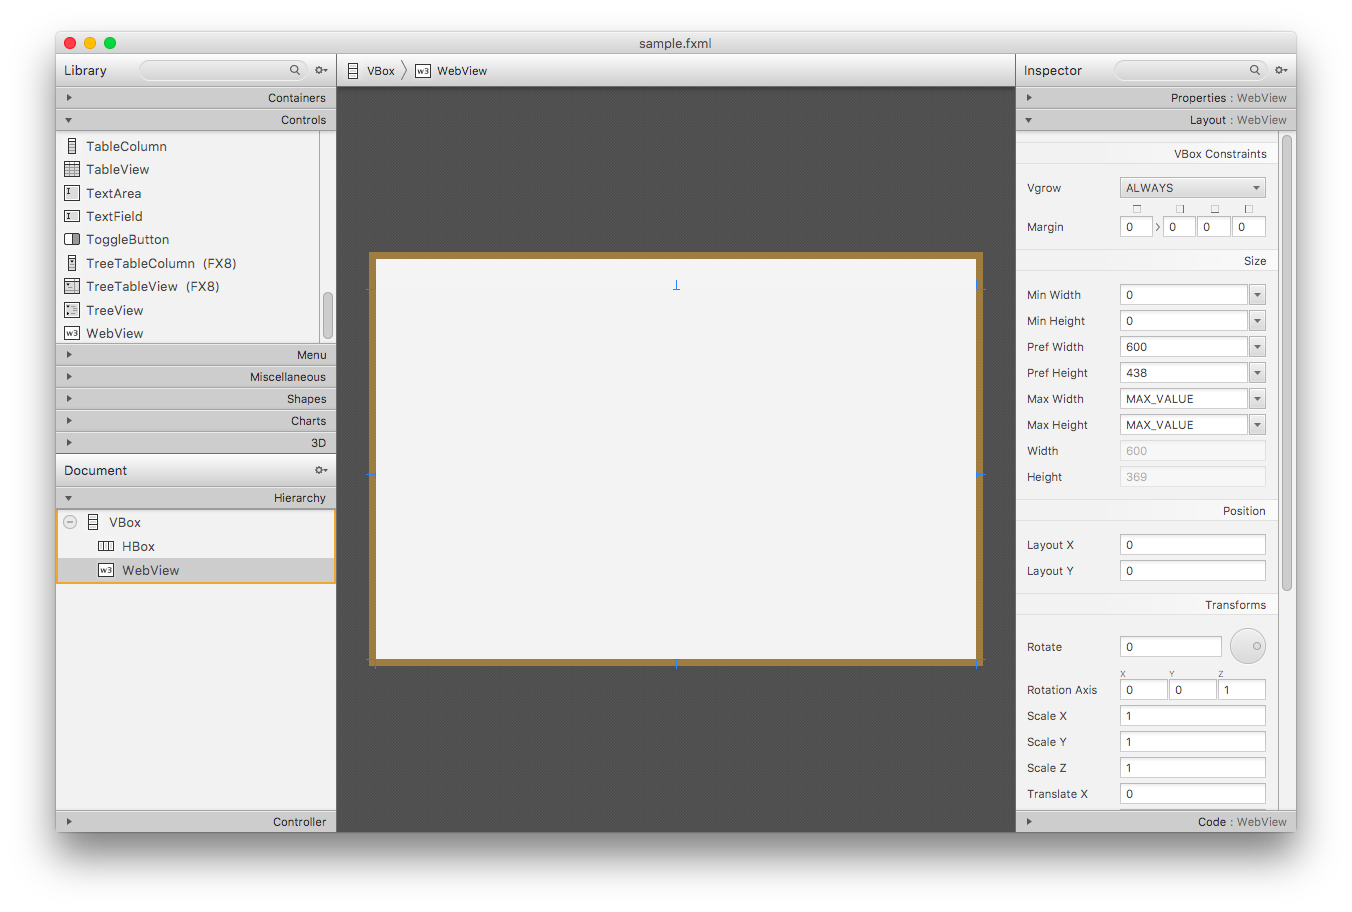 sample.fxml
Library
Containers
Controls
TableColumn
TableView
TextArea
TextField
ToggleButton
TreeTableColumn (FX8)
TreeTableView (FX8)
TreeView
w3 WebView
Menu
Miscellaneous
Shapes
Charts
3D
Document
Hierarchy
VBox
HBox
w3 WebView
Controller
VBox w3 WebView
Inspector
Properties : WebView
Layout : WebView
VBox Constraints
Vgrow ALWAYS
Margin 0 0 0 0
Size
Min Width 0
Min Height 0
Pref Width 600
Pref Height 438
Max Width MAX_VALUE
Max Height MAX_VALUE
Width 600
Height 369
Position
Layout X 0
Layout Y 0
Transforms
Rotate 0
X Y Z
Rotation Axis 0 0 1
Scale X 1
Scale Y 1
Scale Z 1
Translate X 0
Code : WebView